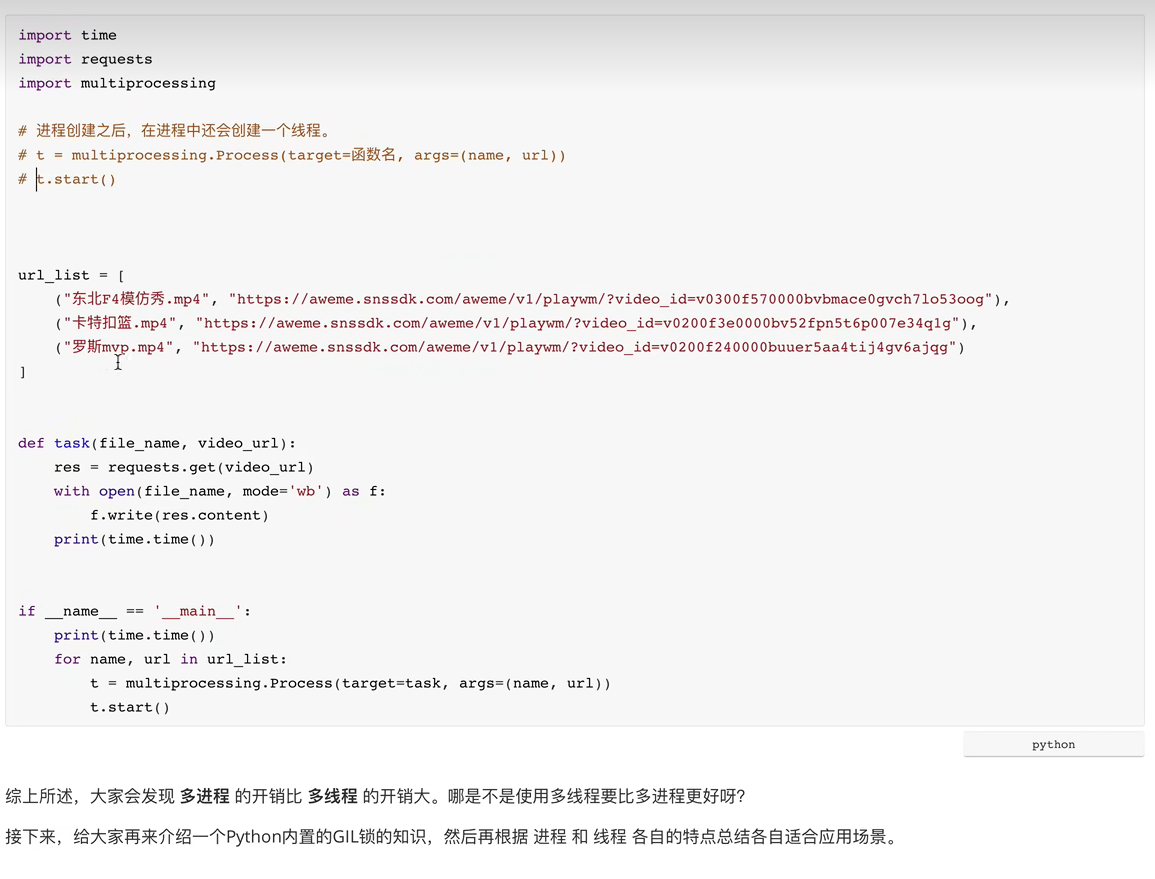 import time
import requests
import multiprocessing
# 进程创建之后，在进程中还会创建一个线程。
# t = multiprocessing.Process(target=函数名, args=(name, url))
# t.start()
url_list = [
    ("东北F4模仿秀.mp4", "https://aweme.snssdk.com/aweme/v1/playwm/?video_id=v0300f570000bvbmace0gvch7lo53oog"),
    ("卡特扣篮.mp4", "https://aweme.snssdk.com/aweme/v1/playwm/?video_id=v0200f3e0000bv52fpn5t6p007e34q1g"),
    ("罗斯mvp.mp4", "https://aweme.snssdk.com/aweme/v1/playwm/?video_id=v0200f240000buuer5aa4tij4gv6ajqg")
]
def task(file_name, video_url):
    res = requests.get(video_url)
    with open(file_name, mode='wb') as f:
        f.write(res.content)
    print(time.time())
if __name__ == '__main__':
    print(time.time())
    for name, url in url_list:
        t = multiprocessing.Process(target=task, args=(name, url))
        t.start()
python
综上所述，大家会发现 多进程 的开销比 多线程 的开销大。哪是不是使用多线程要比多进程更好呀？
接下来，给大家再来介绍一个Python内置的GIL锁的知识，然后再根据 进程 和 线程 各自的特点总结各自适合应用场景。